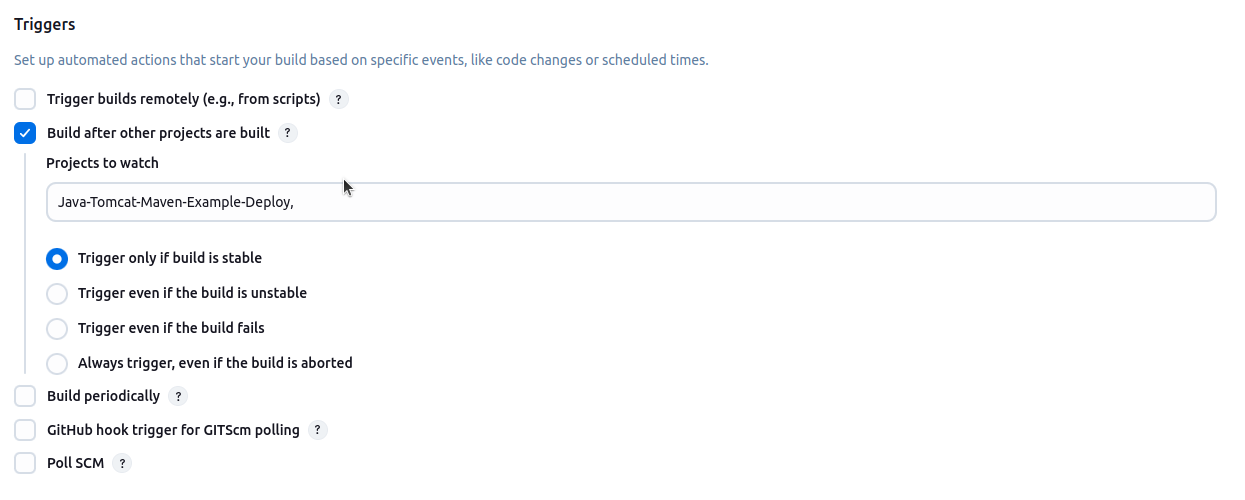 Triggers
Set up automated actions that start your build based on specific events, like code changes or scheduled times.
Trigger builds remotely (e.g., from scripts) ?
Build after other projects are built ?
Projects to watch
Java-Tomcat-Maven-Example-Deploy,
Trigger only if build is stable
Trigger even if the build is unstable
Trigger even if the build fails
Always trigger, even if the build is aborted
Build periodically ?
GitHub hook trigger for GITScm polling ?
Poll SCM ?